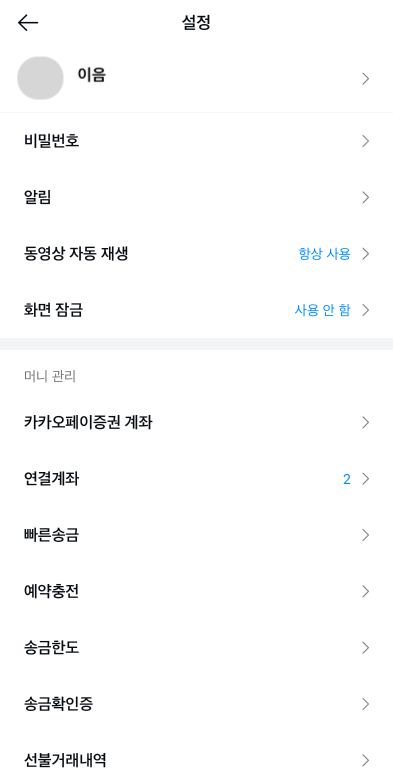 설정
이음
비밀번호
알림
동영상 자동 재생 항상 사용
화면 잠금 사용 안 함
머니 관리
카카오페이증권 계좌
연결계좌 2
빠른송금
예약충전
송금한도
송금확인증
선불거래내역